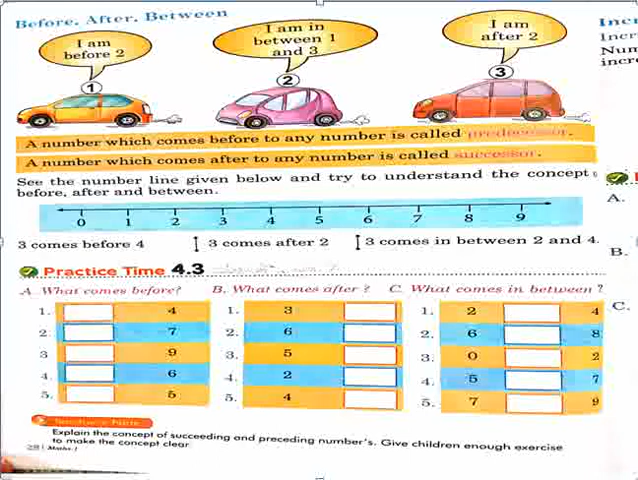 Before, After, Between
I am
before 2
I am in
between 1
and 3
I am
after 2
1
2
3
A number which comes before to any number is called predecessor.
A number which comes after to any number is called successor.
See the number line given below and try to understand the concept
before, after and between.
0 1 2 3 4 5 6 7 8 9
3 comes before 4
3 comes after 2
3 comes in between 2 and 4.
Practice Time 4.3
A. What comes before?
1. 4
2. 7
3 9
4. 6
5. 5
B. What comes after ?
1. 3
2. 6
3. 5
4. 2
5. 4
C. What comes in between ?
1. 2 4
2. 6 8
3. 0 2
4. 5 7
5. 7 9
Explain the concept of succeeding and preceding number's. Give children enough exercise
to make the concept clear
28 Maths-1
Incr
Num
incre
A.
B.
C.